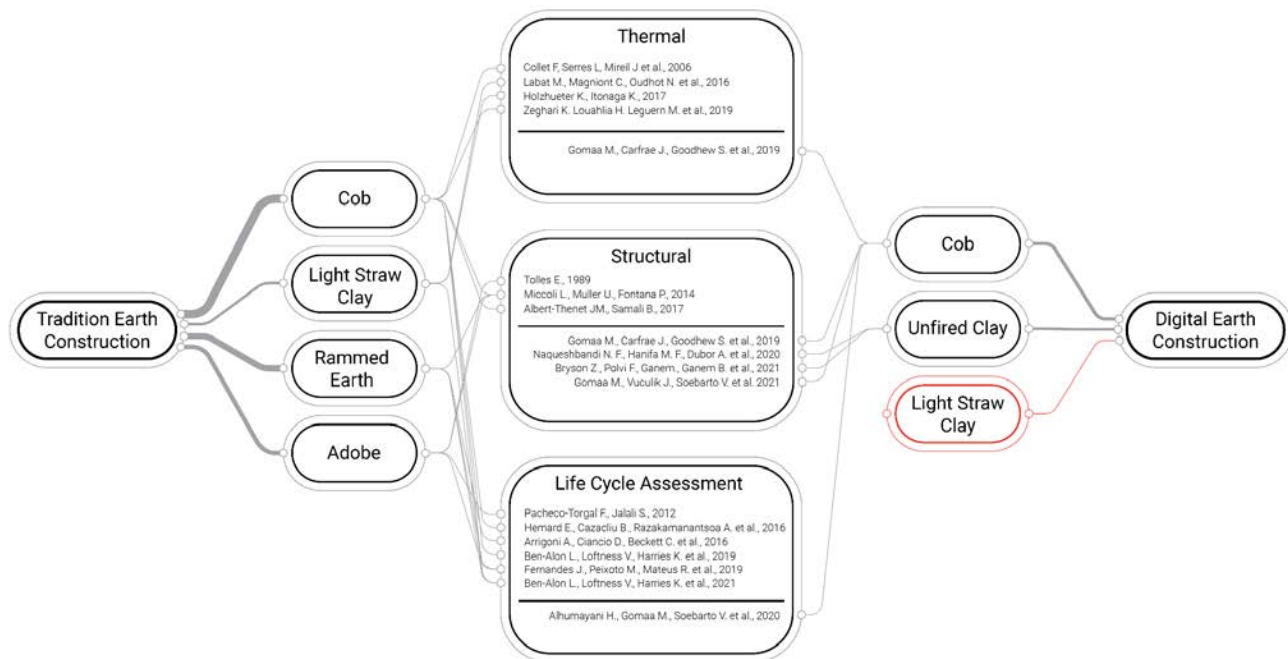 Tradition Earth
Construction
Cob
Light Straw
Clay
Rammed
Earth
Adobe
Thermal
Collet F, Serres L, Mireil J et al., 2006
Labat M., Magniont C., Oudhot N. et al., 2016
Holzhueter K., Itonaga K., 2017
Zeghari K. Louahlia H. Leguern M. et al., 2019
Gomaa M., Carfrae J., Goodhew S. et al., 2019
Structural
Tolles E., 1989
Miccoli L., Muller U., Fontana P., 2014
Albert-Thenet JM., Samali B., 2017
Gomaa M., Carfrae J., Goodhew S. et al., 2019
Naqueshbandi N. F., Hanifa M. F., Dubor A. et al., 2020
Bryson Z., Polvi F., Ganem., Ganem B. et al., 2021
Gomaa M., Vuculik J., Soebarto V. et al. 2021
Life Cycle Assessment
Pacheco-Torgal F., Jalali S., 2012
Hemard E., Cazacliu B., Razakamanantsoa A. et al., 2016
Arrigoni A., Ciancio D., Beckett C. et al., 2016
Ben-Alon L., Loftness V., Harries K. et al., 2019
Fernandes J., Peixoto M., Mateus R. et al., 2019
Ben-Alon L., Loftness V., Harries K. et al., 2021
Alhumayani H., Gomaa M., Soebarto V. et al., 2020
Cob
Unfired Clay
Light Straw
Clay
Digital Earth
Construction